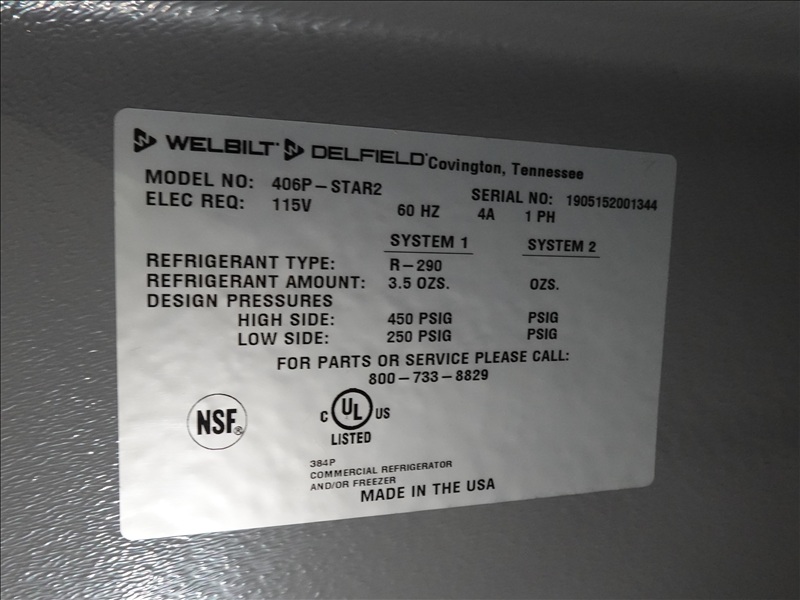 WELBILT DELFIELD Covington, Tennessee
MODEL NO: 406P-STAR2 SERIAL NO: 1905152001344
ELEC REQ: 115V 60 HZ 4A 1 PH
SYSTEM 1 SYSTEM 2
REFRIGERANT TYPE: R-290
REFRIGERANT AMOUNT: 3.5 OZS. OZS.
DESIGN PRESSURES
HIGH SIDE: 450 PSIG PSIG
LOW SIDE: 250 PSIG PSIG
FOR PARTS OR SERVICE PLEASE CALL:
800-733-8829
NSF®
C UL US
LISTED
384P
COMMERCIAL REFRIGERATOR
AND/OR FREEZER
MADE IN THE USA